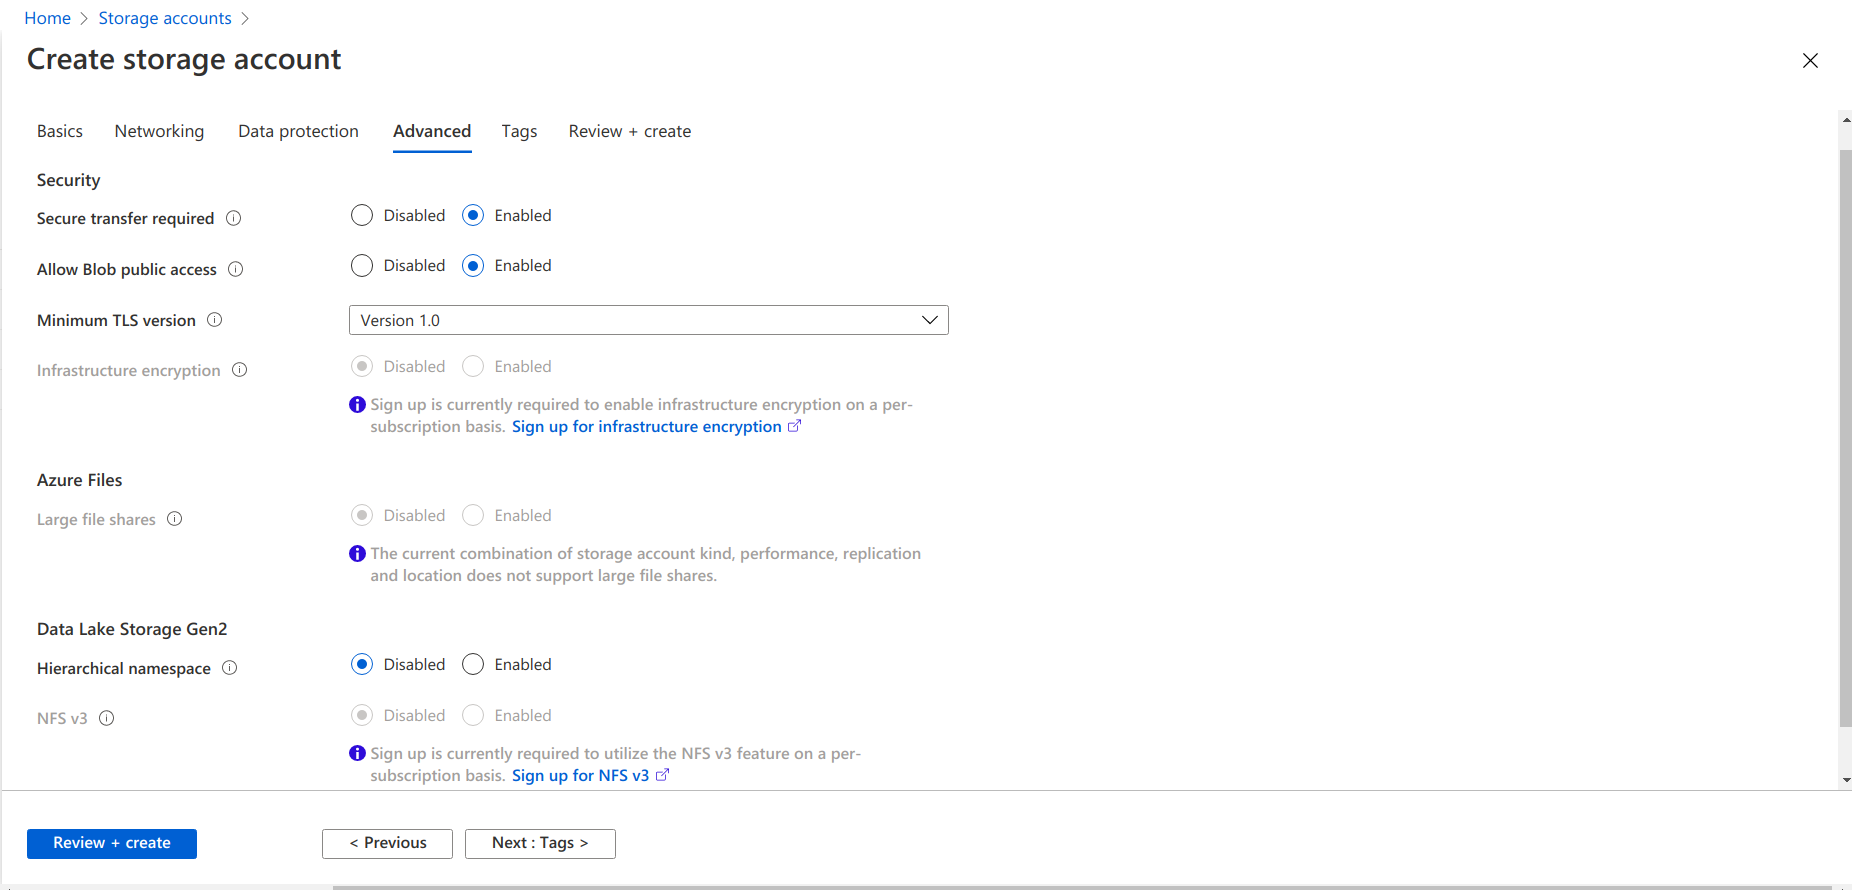 Home > Storage accounts >
Create storage account
Basics Networking Data protection Advanced Tags Review + create
Security
Secure transfer required Disabled Enabled
Allow Blob public access Disabled Enabled
Minimum TLS version Version 1.0
Infrastructure encryption Disabled Enabled
Sign up is currently required to enable infrastructure encryption on a per-
subscription basis. Sign up for infrastructure encryption
Azure Files
Large file shares Disabled Enabled
The current combination of storage account kind, performance, replication
and location does not support large file shares.
Data Lake Storage Gen2
Hierarchical namespace Disabled Enabled
NFS v3 Disabled Enabled
Sign up is currently required to utilize the NFS v3 feature on a per-
subscription basis. Sign up for NFS v3
Review + create < Previous Next : Tags >